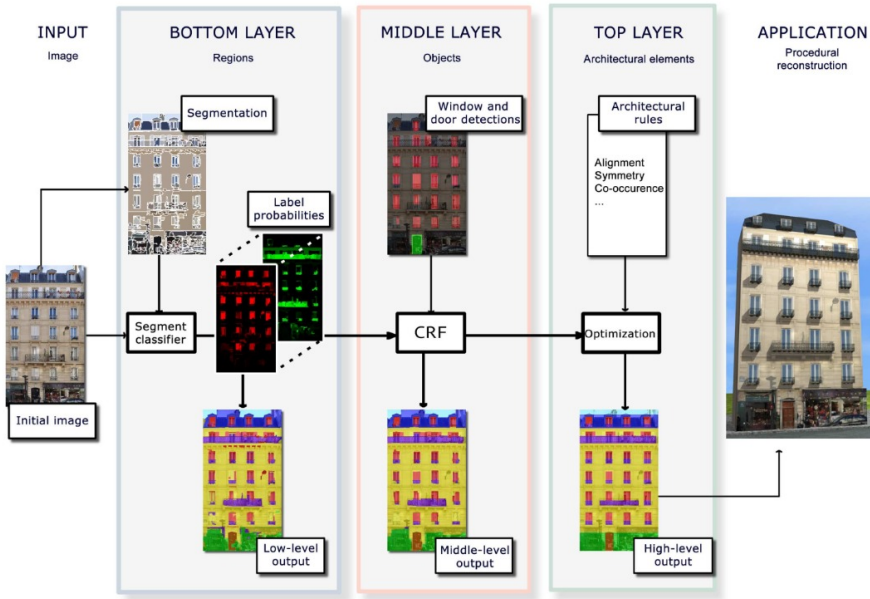 INPUT
Image
BOTTOM LAYER
Regions
MIDDLE LAYER
Objects
TOP LAYER
Architectural elements
APPLICATION
Procedural
reconstruction
Segmentation
Window and
door detections
Architectural
rules
Alignment
Symmetry
Co-occurence
...
Label
probabilities
Segment
classifier
CRF
Optimization
Initial image
Low-level
output
Middle-level
output
High-level
output